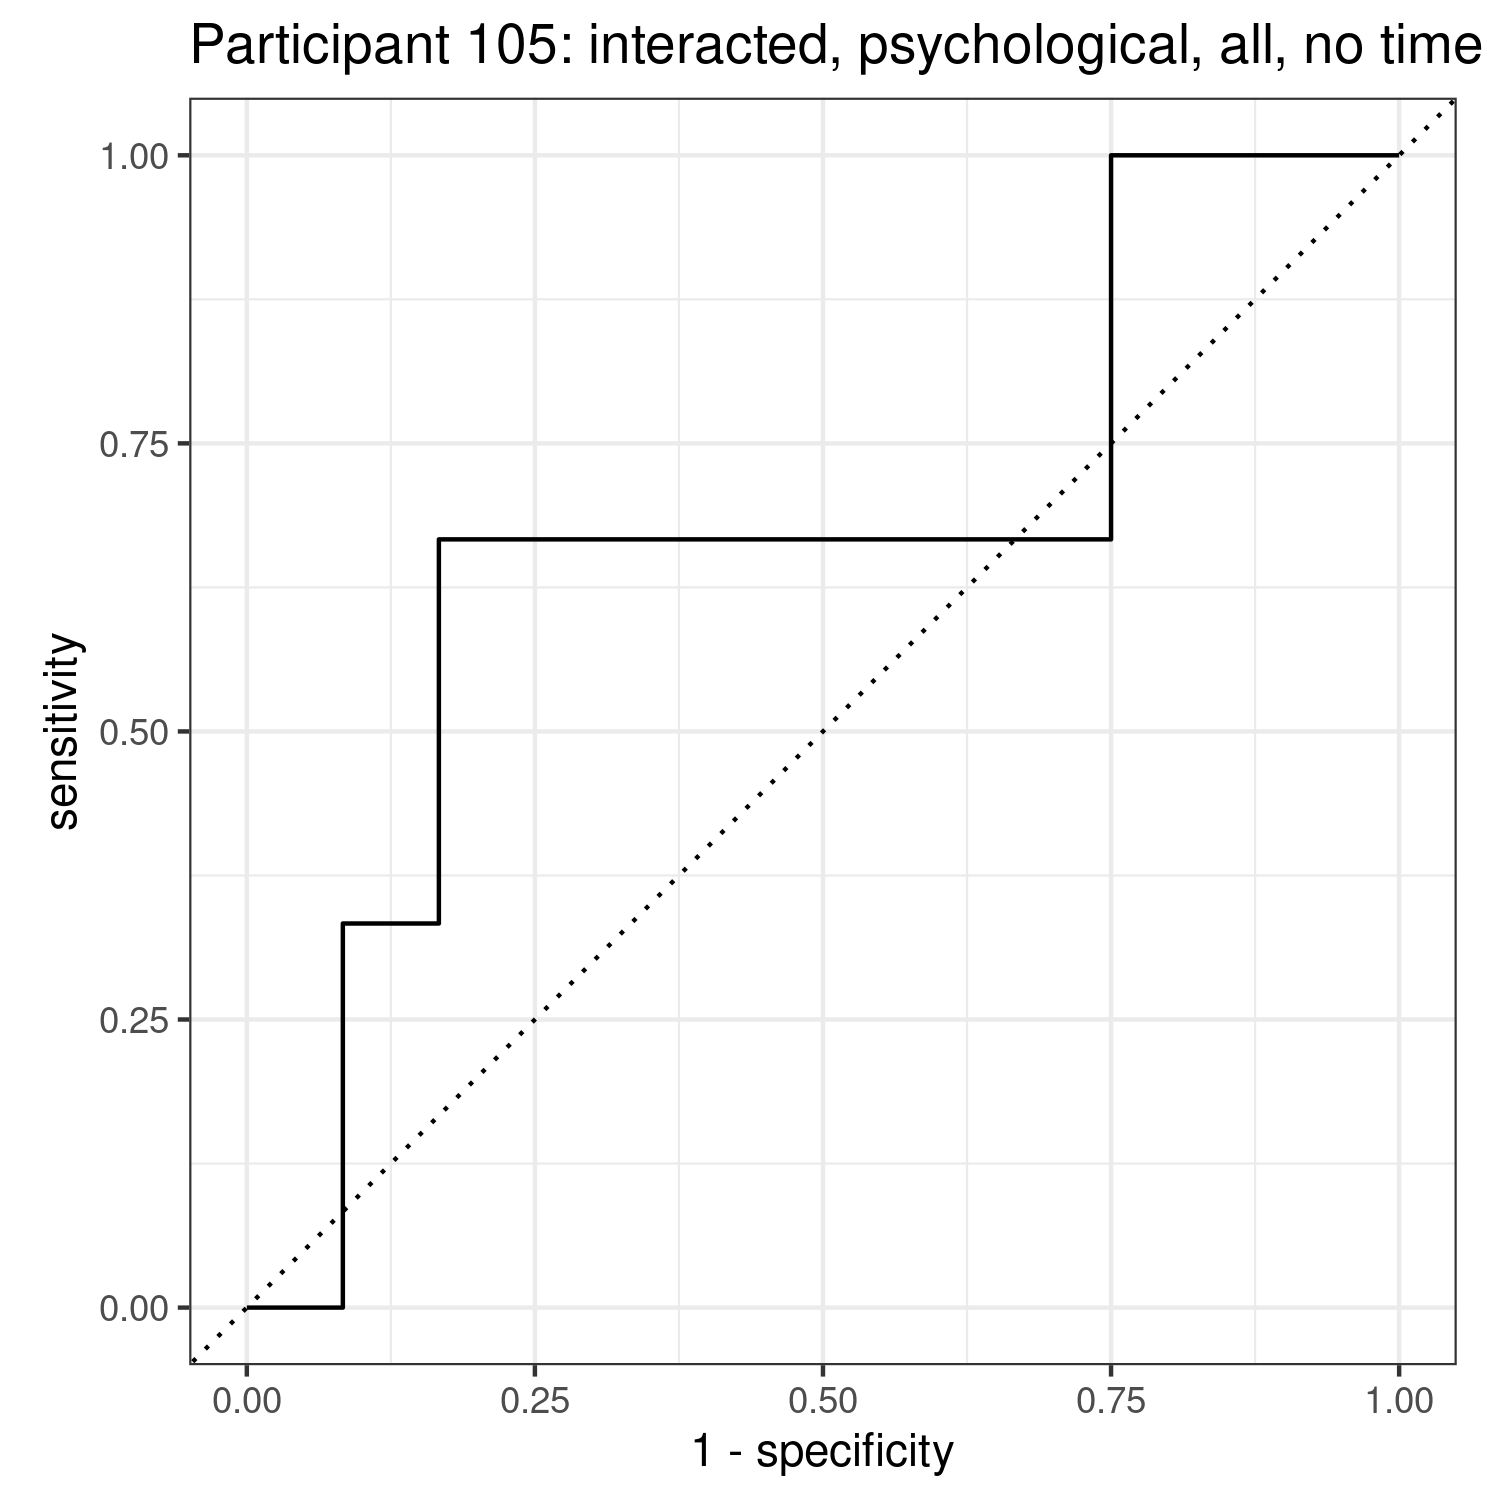 Participant 105: interacted, psychological, all, no time
1.00
0.75
0.50
0.25
0.00
sensitivity
0.00 0.25 0.50 0.75 1.00
1 - specificity